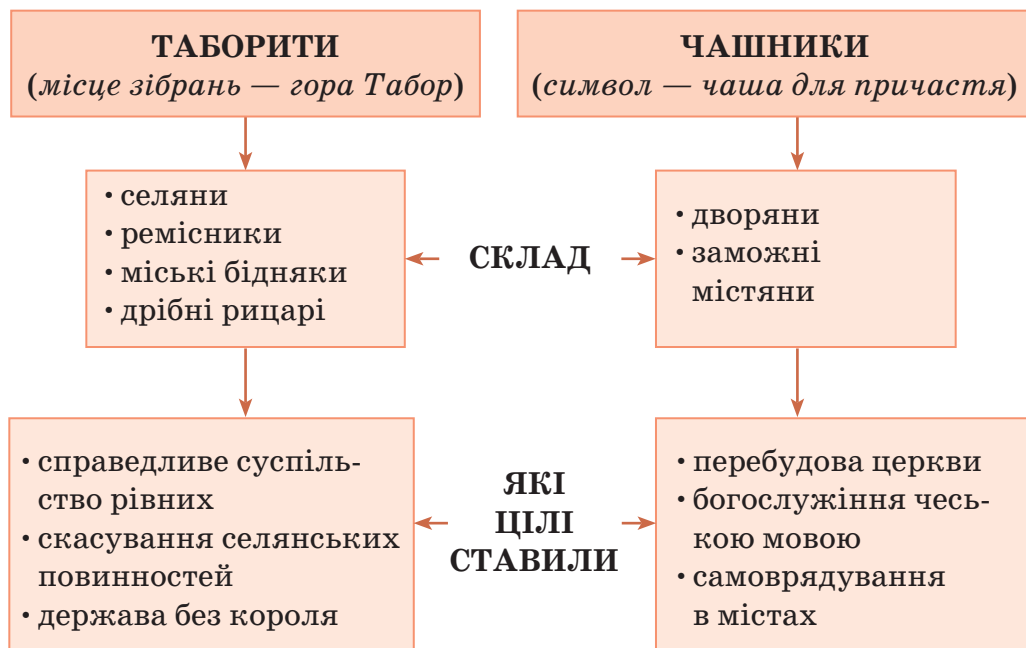 ТАБОРИТИ
(місце зібрань — гора Табор)
ЧАШНИКИ
(символ — чаша для причастя)
• селяни
• ремісники
• міські бідняки
• дрібні рицарі
СКЛАД
• дворяни
• заможні
містяни
• справедливе суспіль-
ство рівних
• скасування селянських
повинностей
• держава без короля
ЯКІ
ЦІЛІ
СТАВИЛИ
• перебудова церкви
• богослужіння чесь-
кою мовою
• самоврядування
в містах